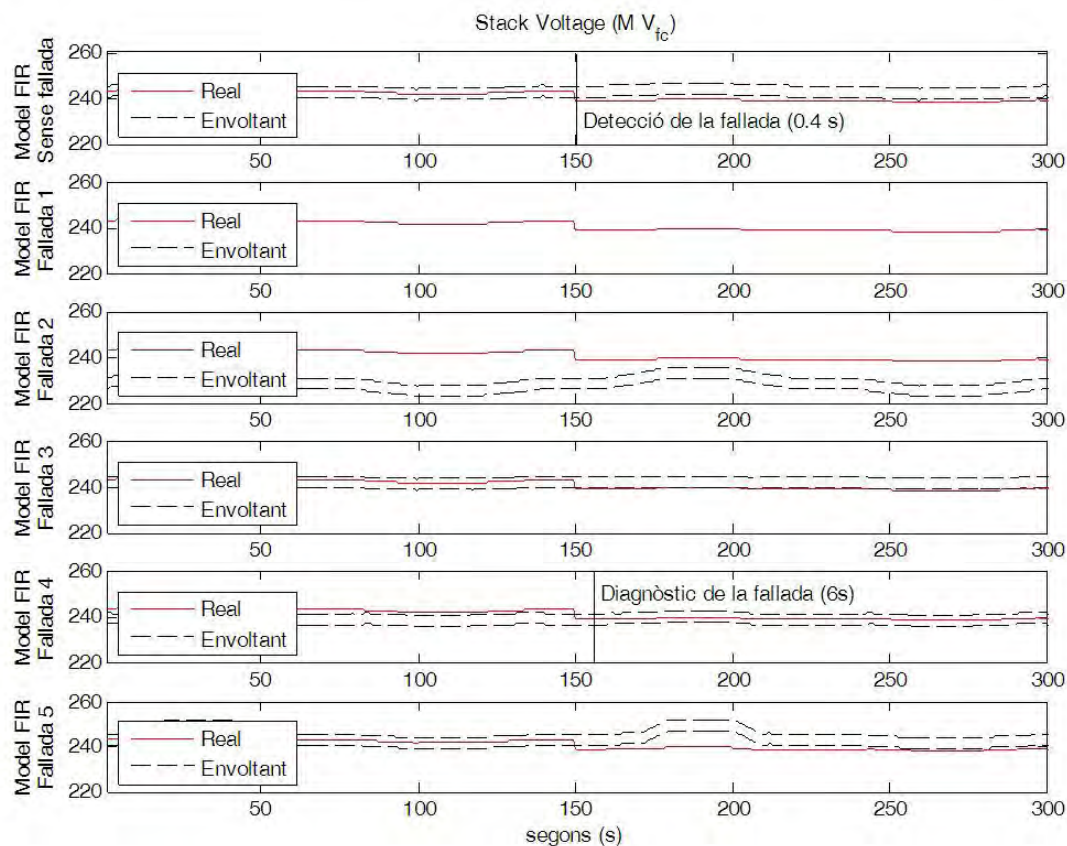 Stack Voltage (M V_fc)
Model FIR
Sense fallada
260
240
220
Real
Envoltant
Detecció de la fallada (0.4 s)
50 100 150 200 250 300
Model FIR
Fallada 1
260
240
220
Real
Envoltant
50 100 150 200 250 300
Model FIR
Fallada 2
260
240
220
Real
Envoltant
50 100 150 200 250 300
Model FIR
Fallada 3
260
240
220
Real
Envoltant
50 100 150 200 250 300
Model FIR
Fallada 4
260
240
220
Real
Envoltant
Diagnòstic de la fallada (6s)
50 100 150 200 250 300
Model FIR
Fallada 5
260
240
220
Real
Envoltant
50 100 150 200 250 300
segons (s)